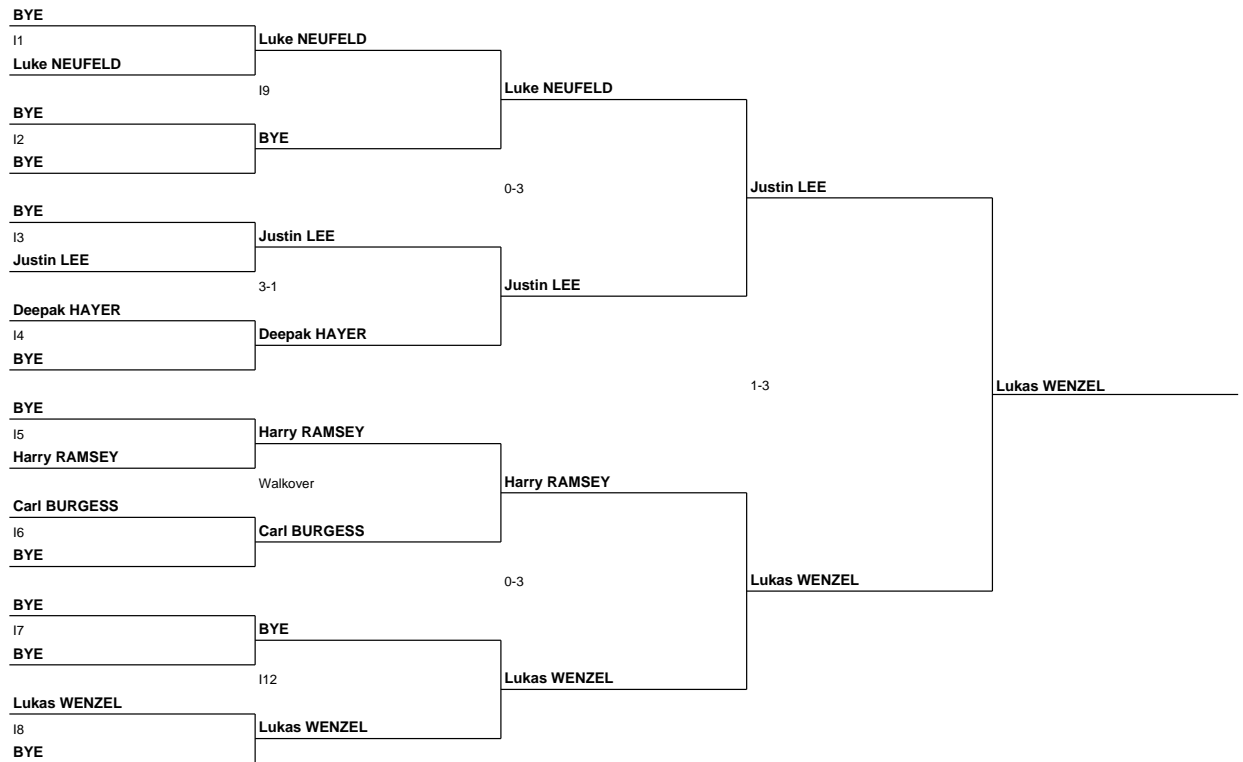 BYE
I1
Luke NEUFELD
Luke NEUFELD
I9
Luke NEUFELD
BYE
I2
BYE
BYE
0-3
Justin LEE
BYE
I3
Justin LEE
Justin LEE
3-1
Justin LEE
Deepak HAYER
I4
BYE
Deepak HAYER
1-3
Lukas WENZEL
BYE
I5
Harry RAMSEY
Harry RAMSEY
Walkover
Harry RAMSEY
Carl BURGESS
I6
BYE
Carl BURGESS
0-3
Lukas WENZEL
BYE
I7
BYE
BYE
I12
Lukas WENZEL
Lukas WENZEL
I8
BYE
Lukas WENZEL